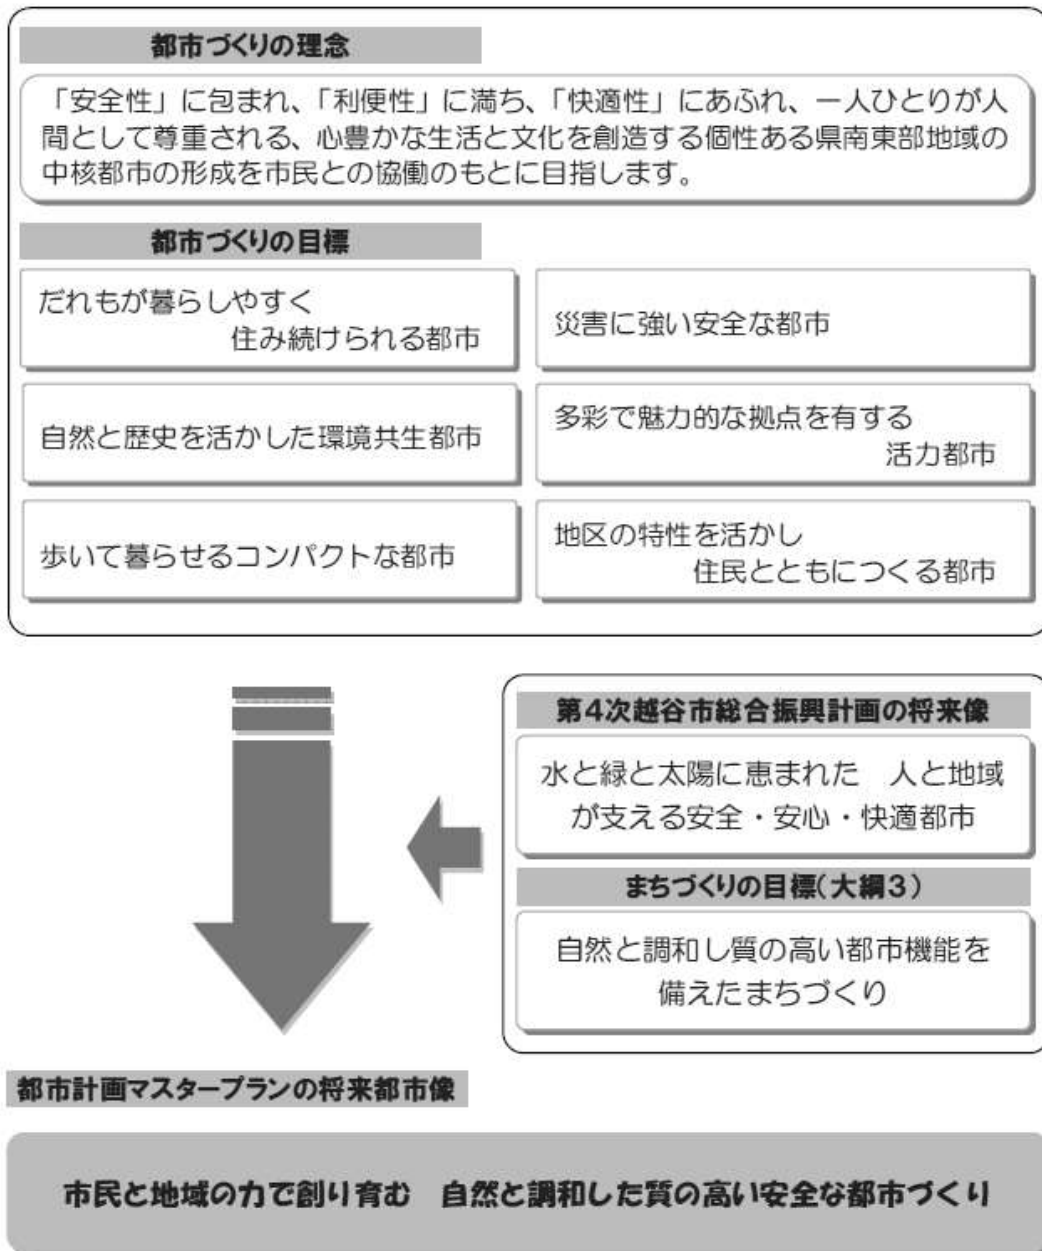 都市づくりの理念
「安全性」に包まれ、「利便性」に満ち、「快適性」にあふれ、一人ひとりが人
間として尊重される、心豊かな生活と文化を創造する個性ある県南東部地域の
中核都市の形成を市民との協働のもとに目指します。
都市づくりの目標
だれもが暮らしやすく
住み続けられる都市
災害に強い安全な都市
自然と歴史を活かした環境共生都市
多彩で魅力的な拠点を有する
活力都市
歩いて暮らせるコンパクトな都市
地区の特性を活かし
住民とともにつくる都市
第4次越谷市総合振興計画の将来像
水と緑と太陽に恵まれた　人と地域
が支える安全・安心・快適都市
まちづくりの目標(大綱3)
自然と調和し質の高い都市機能を
備えたまちづくり
都市計画マスタープランの将来都市像
市民と地域の力で創り育む　自然と調和した質の高い安全な都市づくり